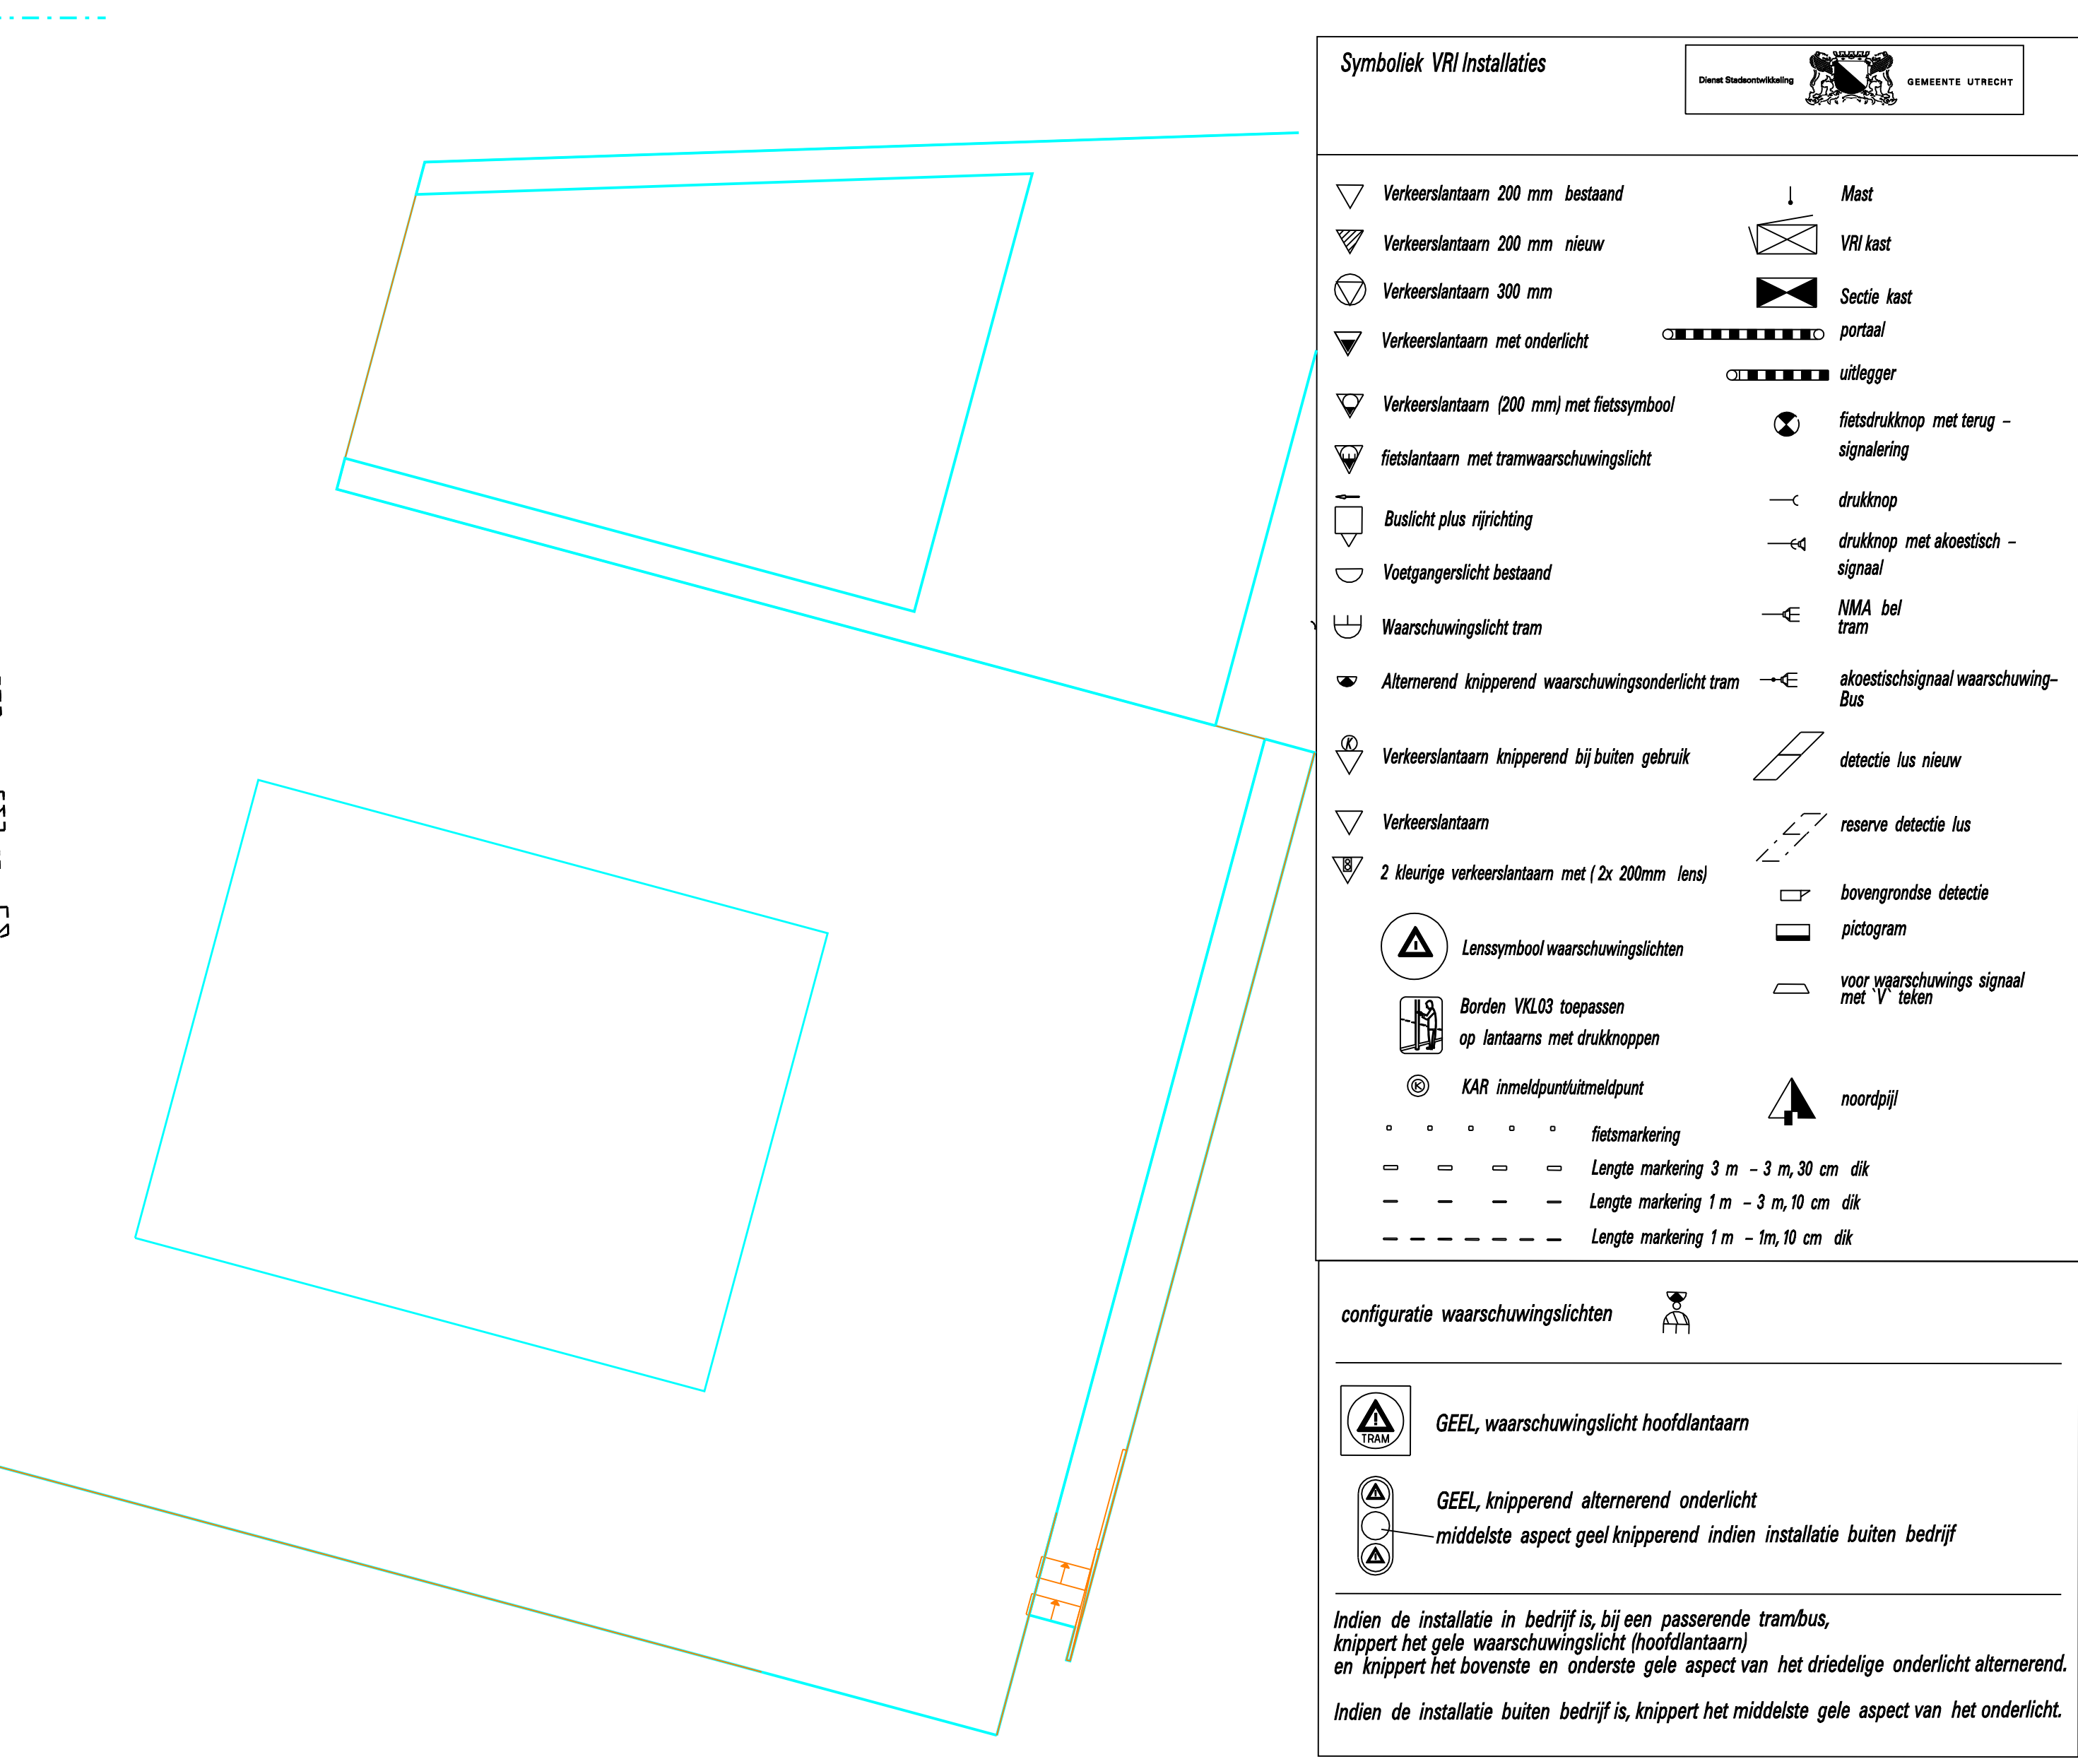 Symboliek VRI Installaties
Dienst Stadsontwikkeling
GEMEENTE UTRECHT
Verkeerslantaarn 200 mm bestaand
Verkeerslantaarn 200 mm nieuw
Verkeerslantaarn 300 mm
Verkeerslantaarn met onderlicht
Verkeerslantaarn (200 mm) met fietssymbool
fietslantaarn met tramwaarschuwingslicht
Buslicht plus rijrichting
Voetgangerslicht bestaand
Waarschuwingslicht tram
Alternerend knipperend waarschuwingsonderlicht tram
K
Verkeerslantaarn knipperend bij buiten gebruik
Verkeerslantaarn
2 kleurige verkeerslantaarn met ( 2x 200mm lens)
Lenssymbool waarschuwingslichten
Borden VKL03 toepassen
op lantaarns met drukknoppen
K
KAR inmeldpunt/uitmeldpunt
Mast
VRI kast
Sectie kast
portaal
uitlegger
fietsdrukknop met terug –
signalering
drukknop
drukknop met akoestisch –
signaal
NMA bel
tram
akoestischsignaal waarschuwing–
Bus
detectie lus nieuw
reserve detectie lus
bovengrondse detectie
pictogram
voor waarschuwings signaal
met `V` teken
noordpijl
fietsmarkering
Lengte markering 3 m – 3 m, 30 cm dik
Lengte markering 1 m – 3 m, 10 cm dik
Lengte markering 1 m – 1m, 10 cm dik
configuratie waarschuwingslichten
TRAM
GEEL, waarschuwingslicht hoofdlantaarn
GEEL, knipperend alternerend onderlicht
middelste aspect geel knipperend indien installatie buiten bedrijf
Indien de installatie in bedrijf is, bij een passerende tram/bus,
knippert het gele waarschuwingslicht (hoofdlantaarn)
en knippert het bovenste en onderste gele aspect van het driedelige onderlicht alternerend.
Indien de installatie buiten bedrijf is, knippert het middelste gele aspect van het onderlicht.